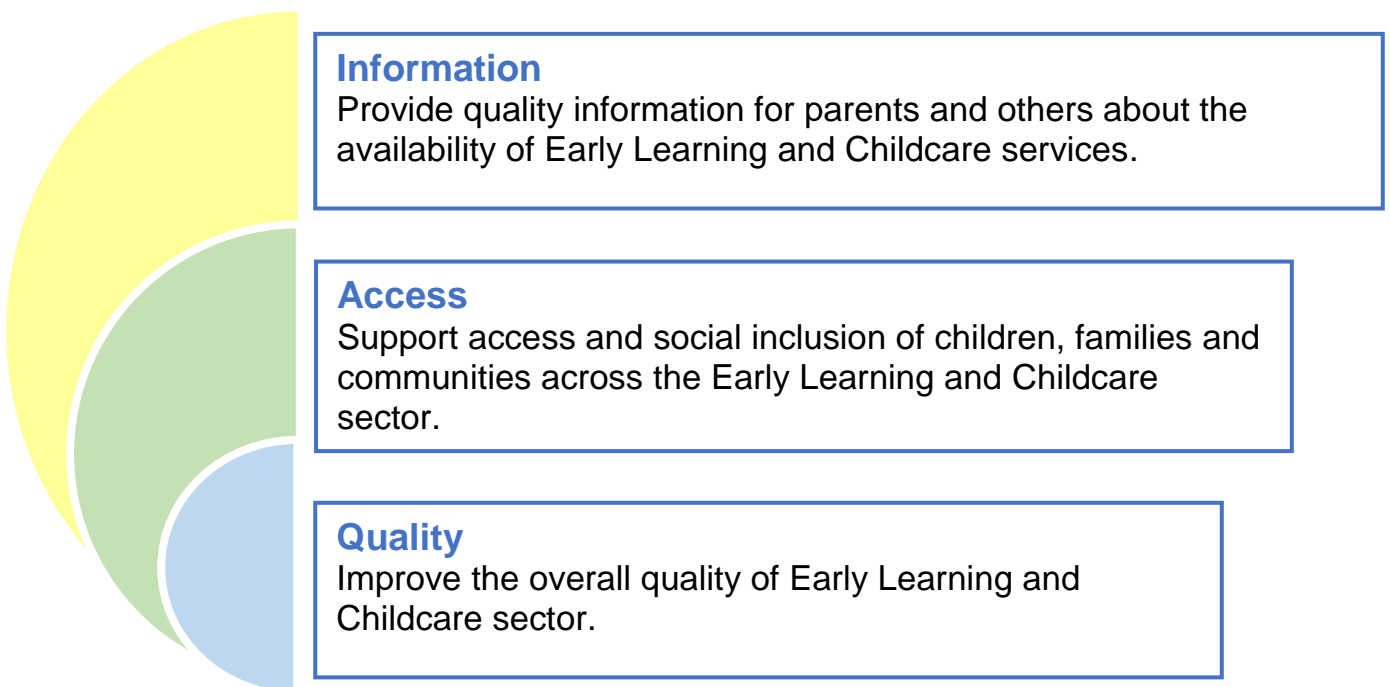 Information
Provide quality information for parents and others about the
availability of Early Learning and Childcare services.
Access
Support access and social inclusion of children, families and
communities across the Early Learning and Childcare
sector.
Quality
Improve the overall quality of Early Learning and
Childcare sector.